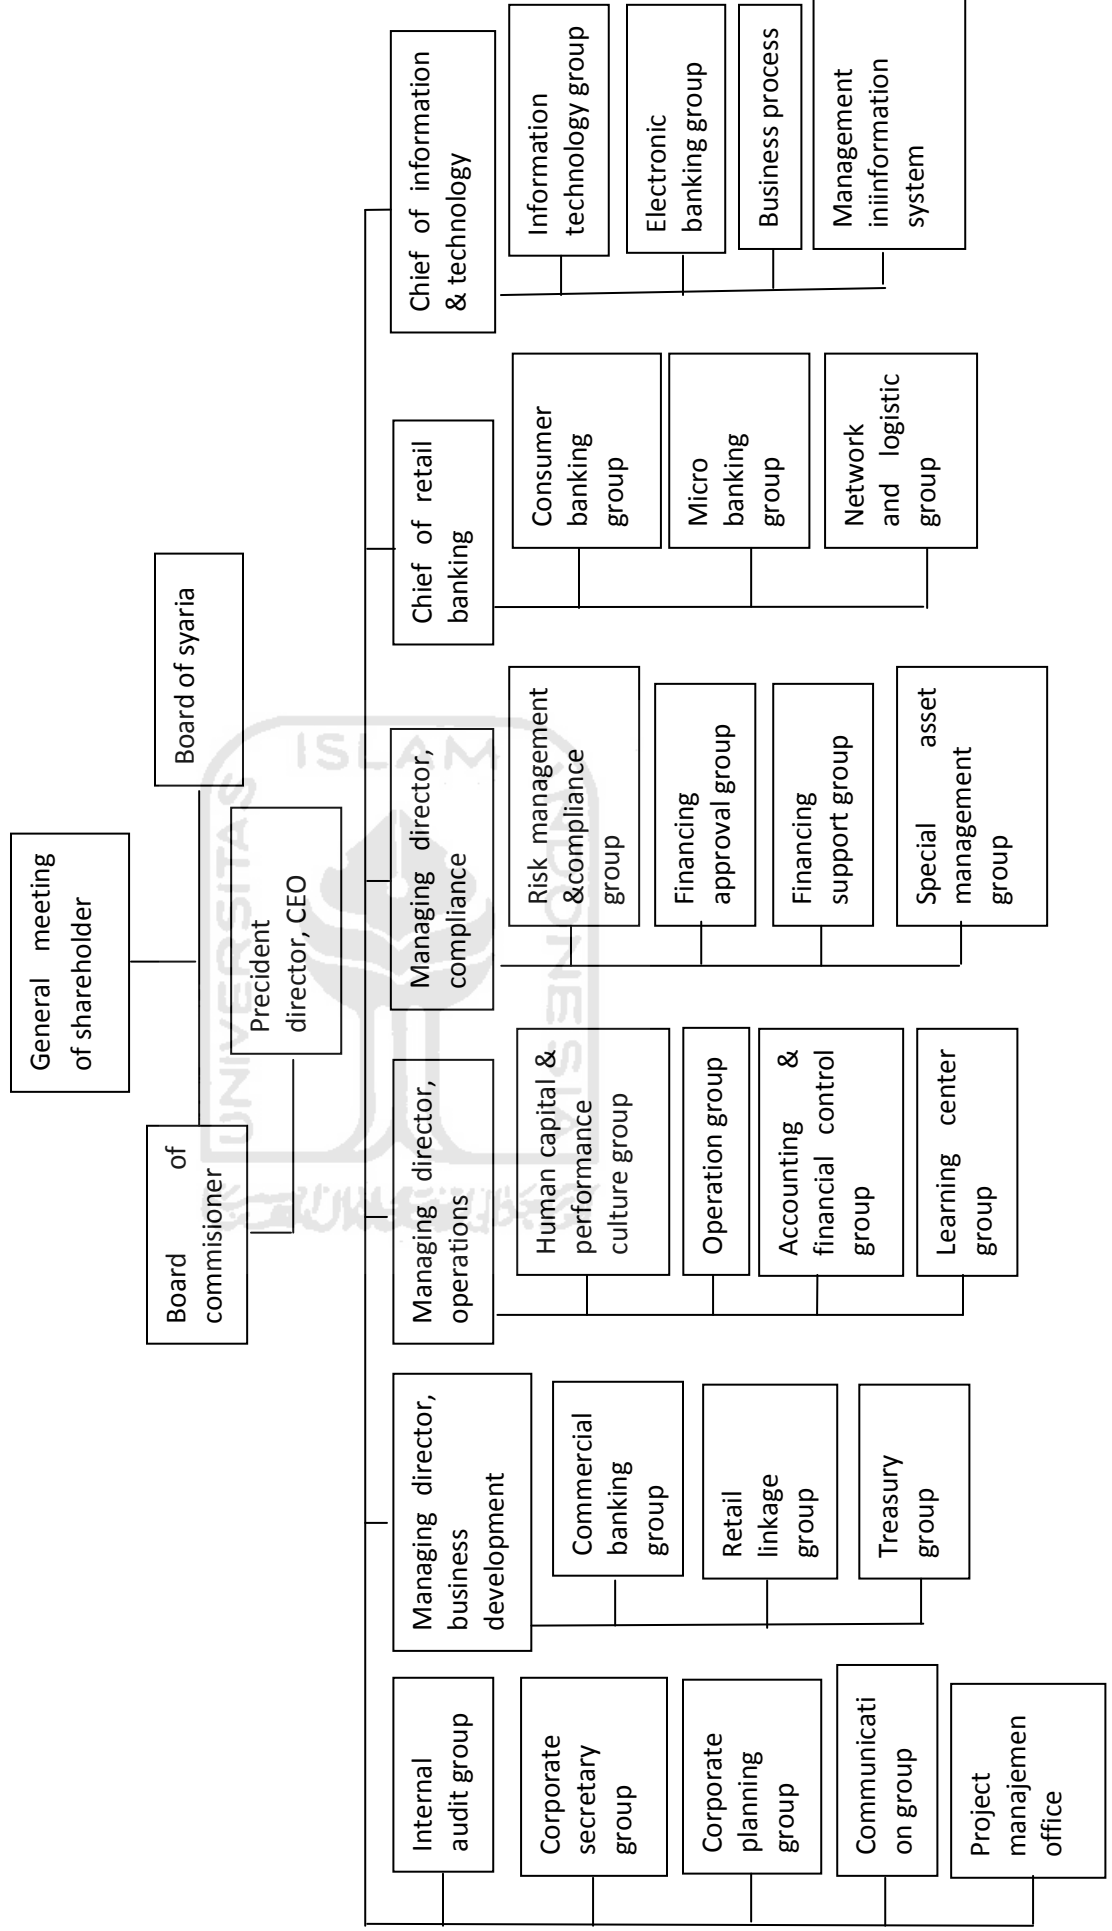 General meeting
of shareholder
Board of
commisioner
Board of syaria
Precident
director, CEO
Internal
audit group
Corporate
secretary
group
Corporate
planning
group
Communicati
on group
Project
manajemen
office
Managing director,
business
development
Commercial
banking
group
Retail
linkage
group
Treasury
group
Managing director,
operations
Human capital &
performance
culture group
Operation group
Accounting &
financial control
group
Learning center
group
Managing director,
compliance
Risk management
&compliance
group
Financing
approval group
Financing
support group
Special asset
management
group
Chief of retail
banking
Consumer
banking
group
Micro
banking
group
Network
and logistic
group
Chief of information
& technology
Information
technology group
Electronic
banking group
Business process
Management
iniinformation
system
UNIVERSITAS
ISLAM
INDONESIA